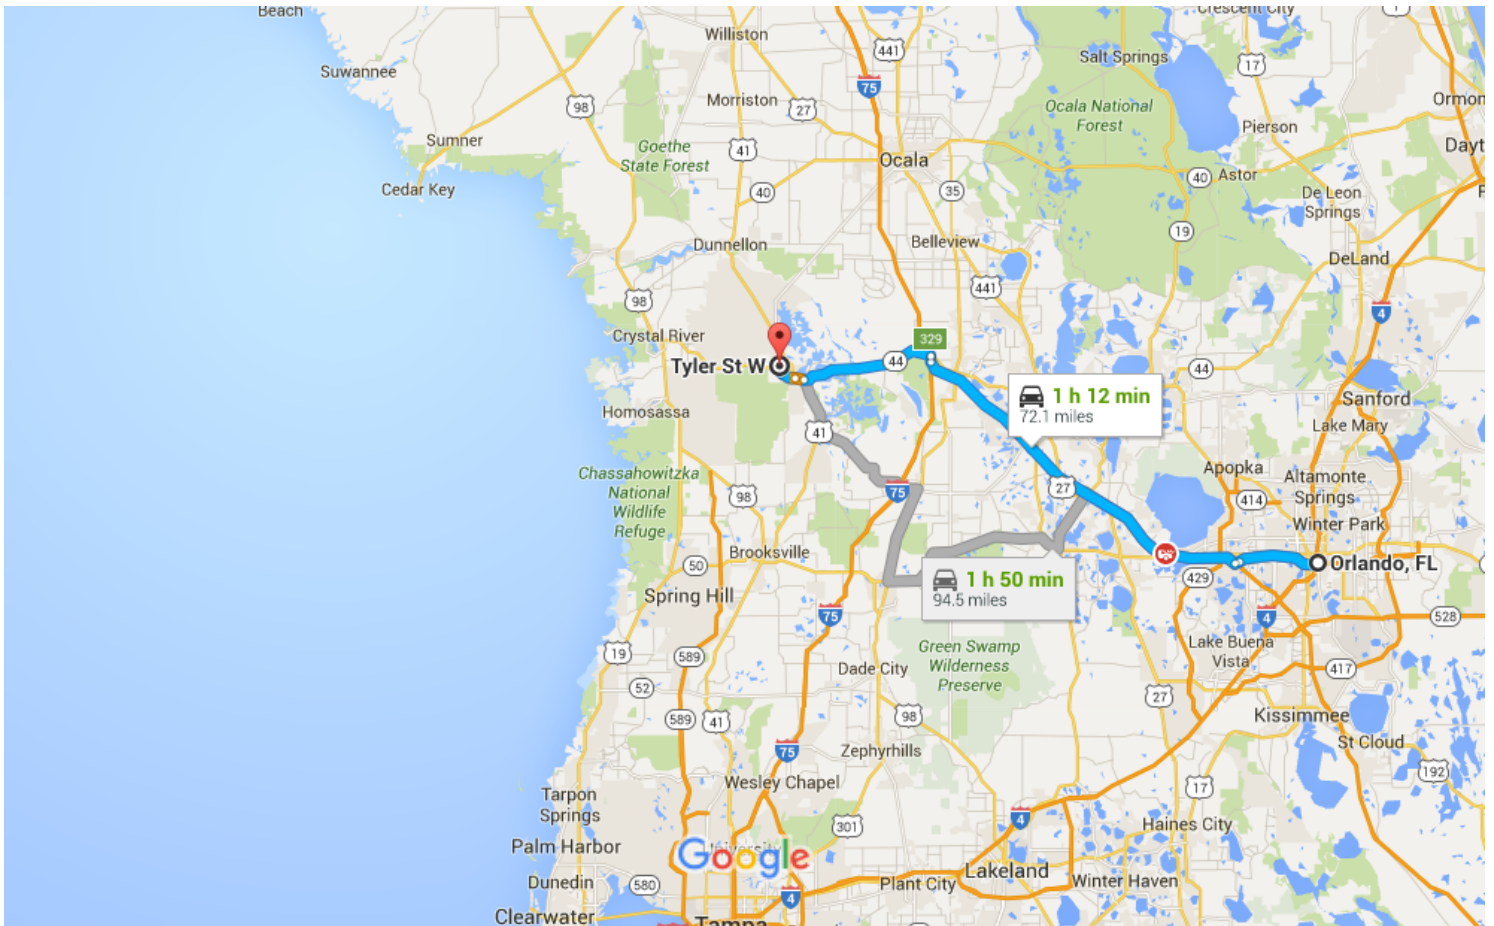 Beach
Crescent City
1
Williston
441
Salt Springs
17
Suwannee
75
98
Morriston
27
Ocala National
Forest
Ormon
Pierson
Sumner
Goethe
State Forest
41
Ocala
Dayt
Cedar Key
40
35
40
Astor
De Leon
Springs
Dunnellon
Belleview
19
DeLand
441
98
4
Crystal River
329
Tyler St W
44
44
1 h 12 min
72.1 miles
Sanford
Lake Mary
Homosassa
41
Chassahowitzka
National
Wildlife
Refuge
98
75
27
Apopka
414
Altamonte
Springs
Winter Park
Brooksville
50
Orlando, FL
1 h 50 min
94.5 miles
429
Spring Hill
75
4
528
19
589
Green Swamp
Wilderness
Preserve
Lake Buena
Vista
417
Dade City
52
27
589
41
98
Kissimmee
St Cloud
75
Zephyrhills
192
Wesley Chapel
17
Tarpon
Springs
4
301
Haines City
Palm Harbor
University
Google
Lakeland
Dunedin
580
Plant City
Winter Haven
4
Clearwater
Tampa